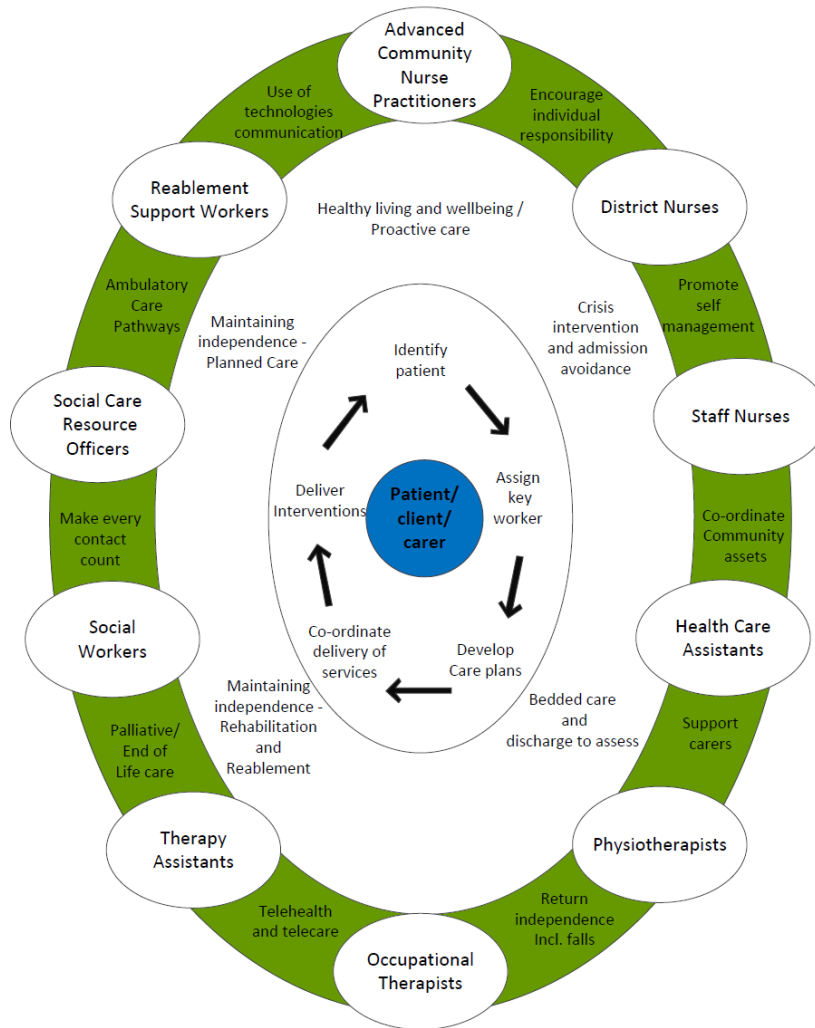 Advanced
Community
Nurse
Practitioners
Use of
technologies
communication
Encourage
individual
responsibility
Reablement
Support Workers
District Nurses
Healthy living and wellbeing /
Proactive care
Ambulatory
Care
Pathways
Promote
self
management
Maintaining
independence -
Planned Care
Crisis
intervention
and admission
avoidance
Identify
patient
Social Care
Resource
Officers
Staff Nurses
Deliver
Interventions
Patient/
client/
carer
Assign
key
worker
Make every
contact
count
Co-ordinate
Community
assets
Social
Workers
Health Care
Assistants
Co-ordinate
delivery of
services
Develop
Care plans
Maintaining
independence -
Rehabilitation
and
Reablement
Bedded care
and
discharge to assess
Palliative/
End of
Life care
Support
carers
Therapy
Assistants
Physiotherapists
Telehealth
and telecare
Return
independence
Incl. falls
Occupational
Therapists